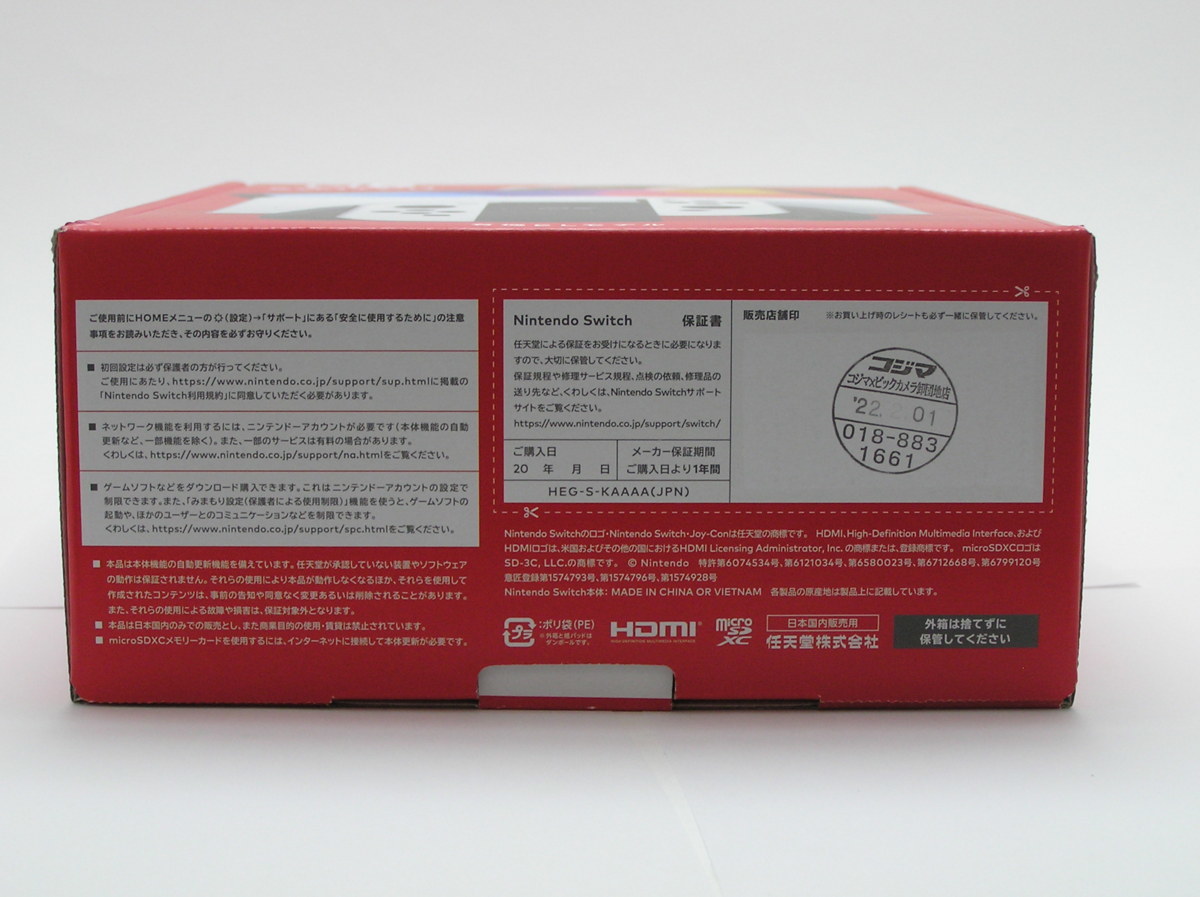 有機ELモデル
ご使用前にHOMEメニューの(設定)→「サポート」にある「安全に使用するために」の注意
事項をお読みいただき、その内容を必ずお守りください。
■ 初回設定は必ず保護者の方が行ってください。
ご使用にあたり、https://www.nintendo.co.jp/support/sup.htmlに掲載の
「Nintendo Switch利用規約」に同意していただく必要があります。
■ ネットワーク機能を利用するには、ニンテンドーアカウントが必要です(本体機能の自動
更新など、一部機能を除く)。また、一部のサービスは有料の場合があります。
くわしくは、https://www.nintendo.co.jp/support/na.htmlをご覧ください。
■ ゲームソフトなどをダウンロード購入できます。これはニンテンドーアカウントの設定で
制限できます。また、「みまもり設定(保護者による使用制限)」機能を使うと、ゲームソフトの
起動や、ほかのユーザーとのコミュニケーションなどを制限できます。
くわしくは、https://www.nintendo.co.jp/support/spc.htmlをご覧ください。
■ 本品は本体機能の自動更新機能を備えています。任天堂が承認していない装置やソフトウェア
の動作は保証されません。それらの使用により本品が動作しなくなるほか、それらを使用して
作成されたコンテンツは、事前の告知や同意なく変更あるいは削除されることがあります。
また、それらの使用による故障や損害は、保証対象外となります。
■ 本品は日本国内のみでの販売とし、また商業目的の使用・賃貸は禁止されています。
■ microSDXCメモリーカードを使用するには、インターネットに接続して本体更新が必要です。
Nintendo Switch 保証書
任天堂による保証をお受けになるときに必要になりま
すので、大切に保管してください。
保証規程や修理サービス規程、点検の依頼、修理品の
送り先など、くわしくは、Nintendo Switchサポート
サイトをご覧ください。
https://www.nintendo.co.jp/support/switch/
ご購入日
20 年 月 日
メーカー保証期間
ご購入日より1年間
HEG-S-KAAAA(JPN)
販売店舗印 ※お買い上げ時のレシートも必ず一緒に保管してください。
コジマ
コジマ×ビックカメラ卸団地店
'22. 2. 01
018-883
1661
Nintendo Switchのロゴ・Nintendo Switch・Joy-Conは任天堂の商標です。 HDMI、High-Definition Multimedia Interface、および
HDMIロゴは、米国およびその他の国におけるHDMI Licensing Administrator, Inc. の商標または、登録商標です。 microSDXCロゴは
SD-3C, LLC.の商標です。 © Nintendo 特許第6074534号、第6121034号、第6580023号、第6712668号、第6799120号
意匠登録第1574793号、第1574796号、第1574928号
Nintendo Switch本体: MADE IN CHINA OR VIETNAM 各製品の原産地は製品上に記載しています。
プラ
:ポリ袋(PE)
※外箱と紙パッドは
ダンボールです。
HDMI
HIGH-DEFINITION MULTIMEDIA INTERFACE
micro
SD
XC
日本国内販売用
任天堂株式会社
外箱は捨てずに
保管してください